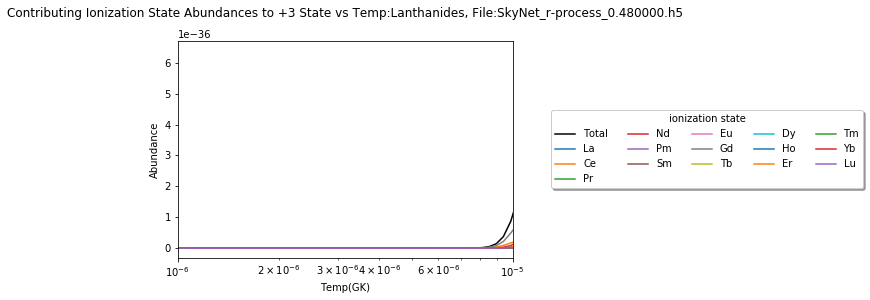 Contributing Ionization State Abundances to +3 State vs Temp:Lanthanides, File:SkyNet_r-process_0.480000.h5
1e−36
6
5
4
3
2
1
0
Abundance
10⁻⁶
2 × 10⁻⁶
3 × 10⁻⁶
4 × 10⁻⁶
6 × 10⁻⁶
10⁻⁵
Temp(GK)
ionization state
Total Nd Eu Dy Tm
La Pm Gd Ho Yb
Ce Sm Tb Er Lu
Pr